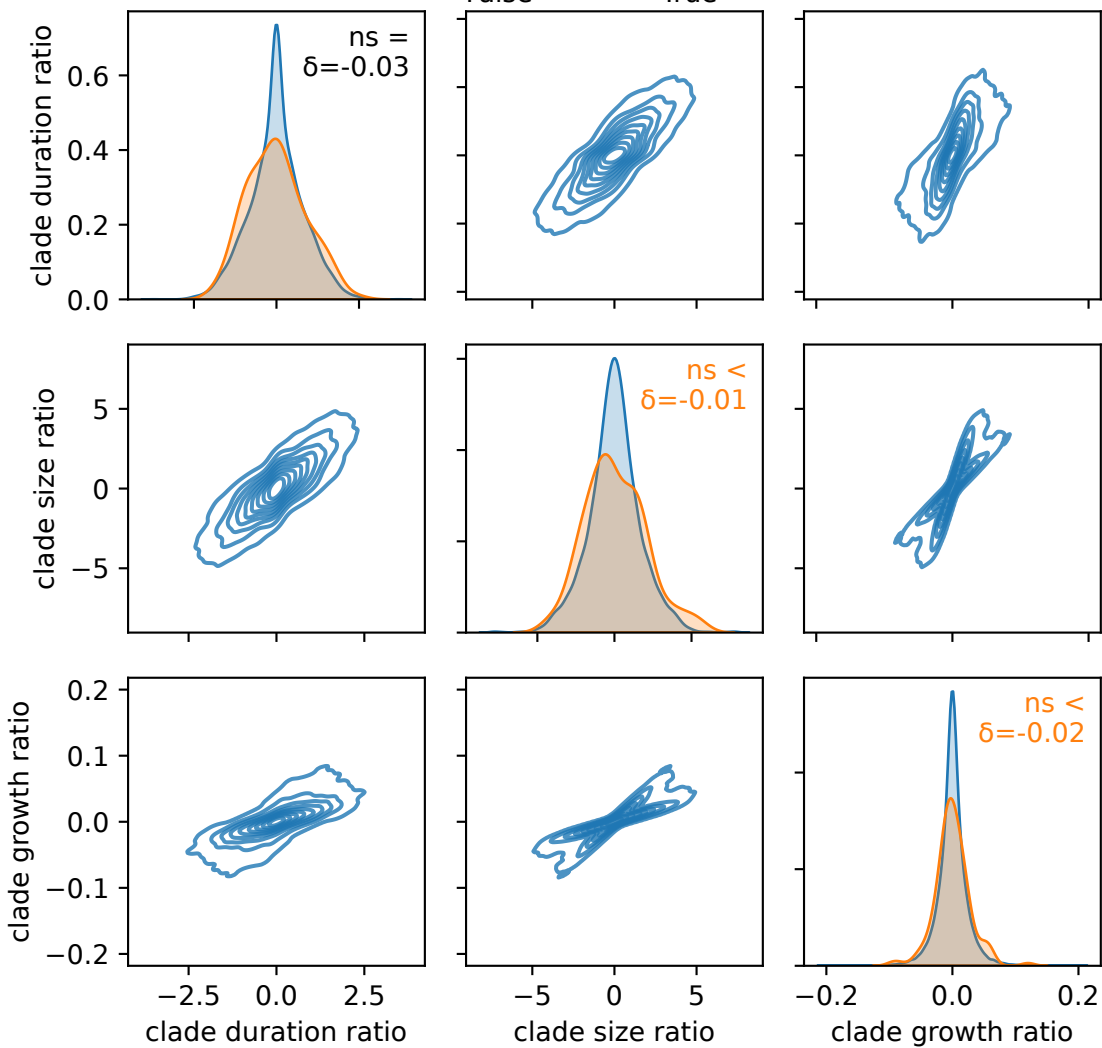 clade duration ratio
0.6
0.4
0.2
0.0
ns =
δ=-0.03
clade size ratio
5
0
−5
ns <
δ=-0.01
clade growth ratio
0.2
0.1
0.0
−0.1
−0.2
ns <
δ=-0.02
−2.5
0.0
2.5
−5
0
5
−0.2
0.0
0.2
clade duration ratio
clade size ratio
clade growth ratio